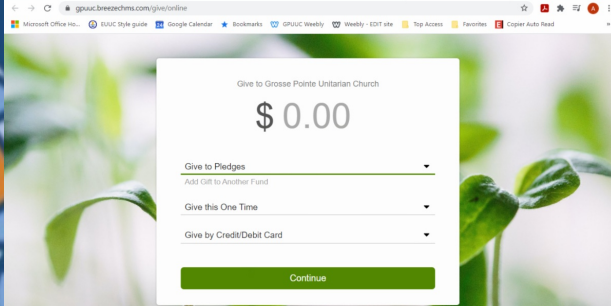 gpuuc.breezechms.com/give/online
Microsoft Office Ho... EUUC Style guide Google Calendar Bookmarks GPUUC Weebly Weebly - EDIT site Top Access Favorites Copier Auto Read »
Give to Grosse Pointe Unitarian Church
$ 0.00
Give to Pledges
Add Gift to Another Fund
Give this One Time
Give by Credit/Debit Card
Continue